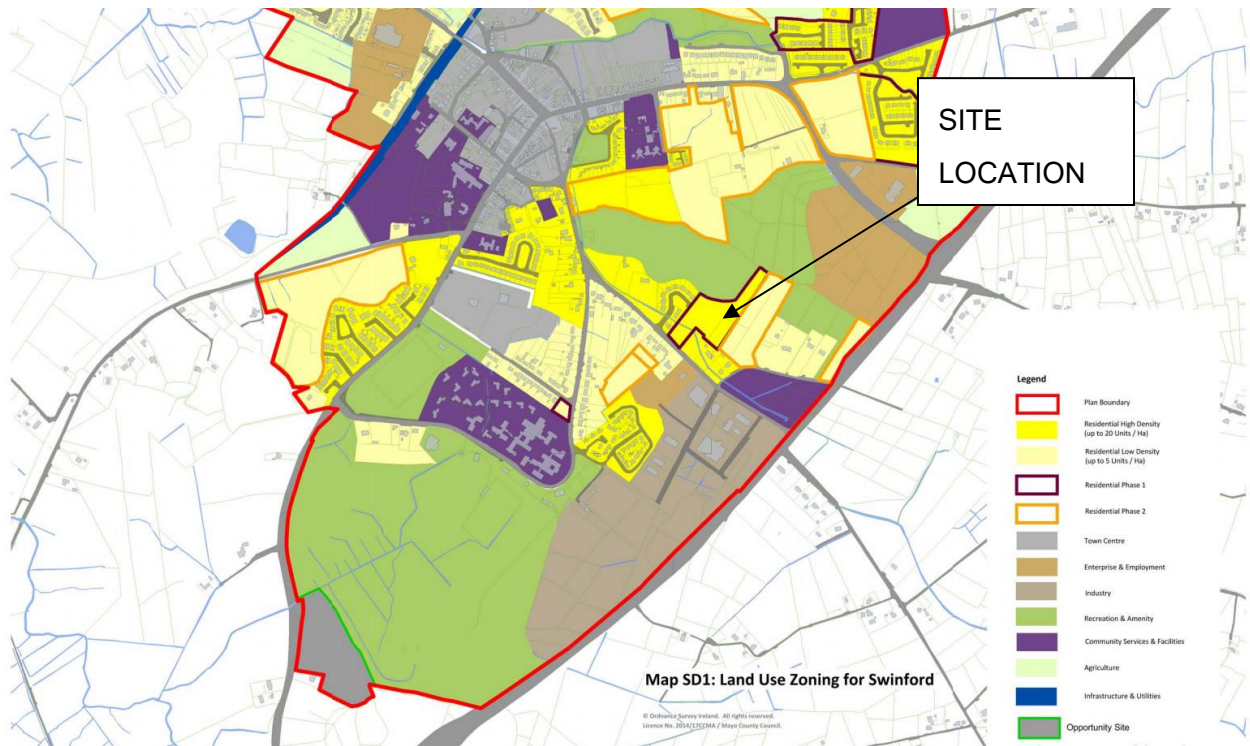 SITE
LOCATION
Legend
Plan Boundary
Residential High Density
(up to 20 Units / Ha)
Residential Low Density
(up to 5 Units / Ha)
Residential Phase 1
Residential Phase 2
Town Centre
Enterprise & Employment
Industry
Recreation & Amenity
Community Services & Facilities
Agriculture
Infrastructure & Utilities
Opportunity Site
Map SD1: Land Use Zoning for Swinford
© Ordnance Survey Ireland. All rights reserved.
Licence No. 2014/17CCMA / Mayo County Council.